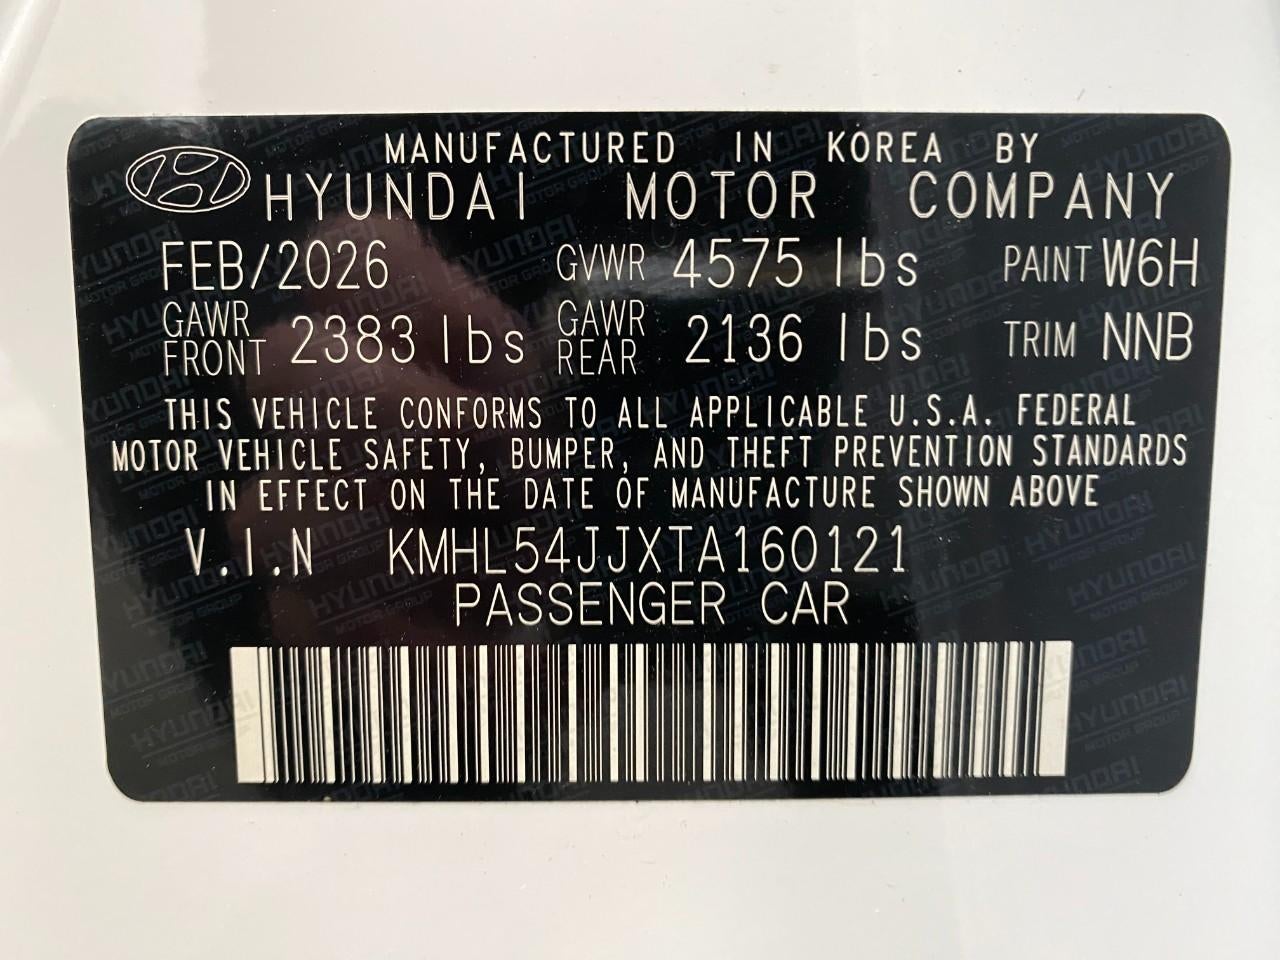 MANUFACTURED IN KOREA BY
HYUNDAI MOTOR COMPANY
FEB/2026 GVWR 4575 lbs PAINT W6H
GAWR FRONT 2383 lbs GAWR REAR 2136 lbs TRIM NNB
THIS VEHICLE CONFORMS TO ALL APPLICABLE U.S.A. FEDERAL
MOTOR VEHICLE SAFETY, BUMPER, AND THEFT PREVENTION STANDARDS
IN EFFECT ON THE DATE OF MANUFACTURE SHOWN ABOVE
V.I.N KMHL54JJXTA160121
PASSENGER CAR